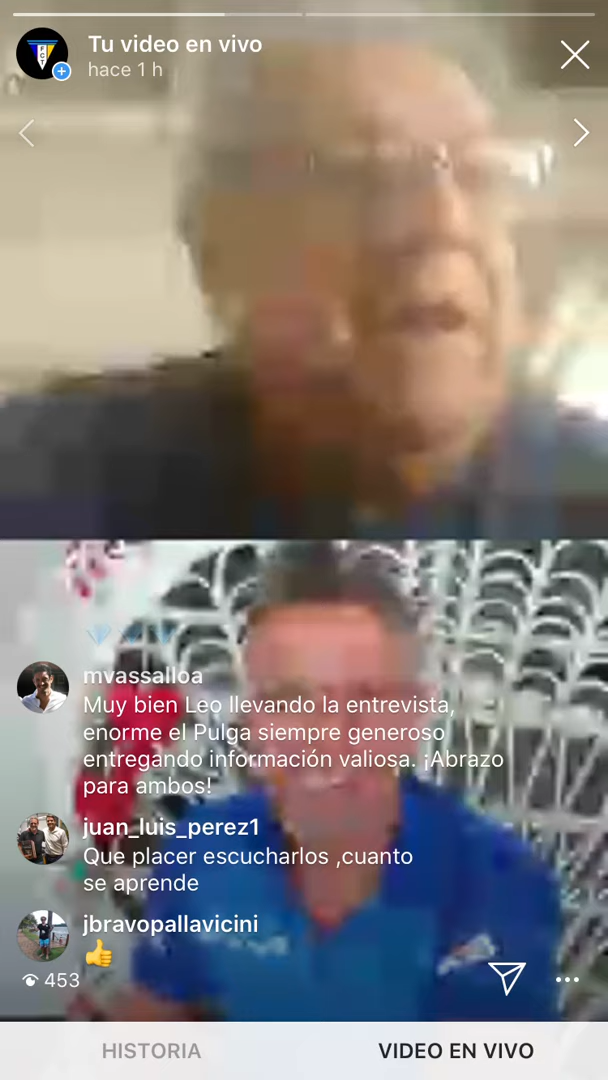 Tu video en vivo
hace 1 h
mvassalloa
Muy bien Leo llevando la entrevista,
enorme el Pulga siempre generoso
entregando información valiosa. ¡Abrazo
para ambos!
juan_luis_perez1
Que placer escucharlos ,cuanto
se aprende
jbravopallavicini
👍
453
HISTORIA
VIDEO EN VIVO